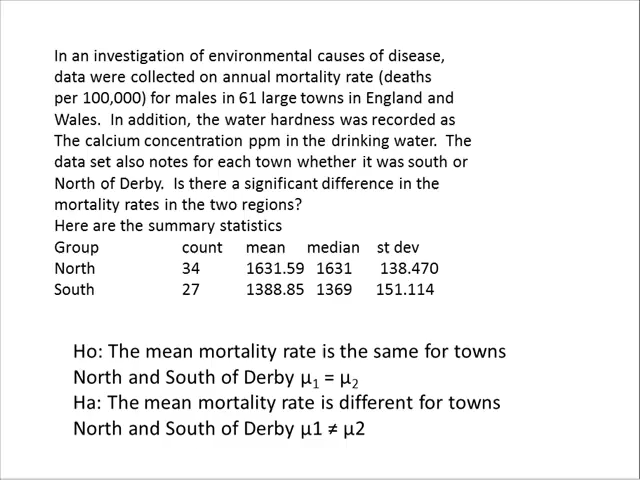 In an investigation of environmental causes of disease,
data were collected on annual mortality rate (deaths
per 100,000) for males in 61 large towns in England and
Wales. In addition, the water hardness was recorded as
The calcium concentration ppm in the drinking water. The
data set also notes for each town whether it was south or
North of Derby. Is there a significant difference in the
mortality rates in the two regions?
Here are the summary statistics
Group count mean median st dev
North 34 1631.59 1631 138.470
South 27 1388.85 1369 151.114
Ho: The mean mortality rate is the same for towns
North and South of Derby μ₁ = μ₂
Ha: The mean mortality rate is different for towns
North and South of Derby μ1 ≠ μ2